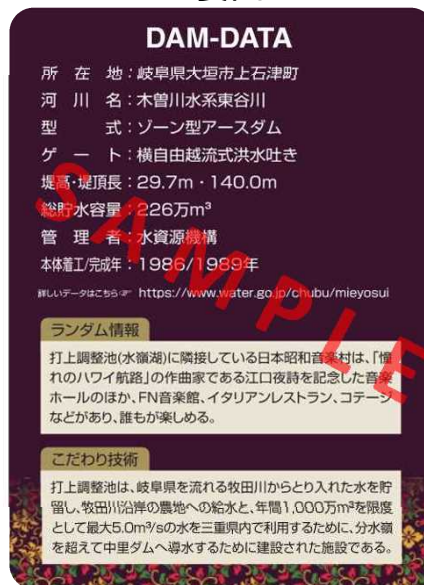 DAM-DATA
所在地：岐阜県大垣市上石津町
河川名：木曽川水系東谷川
型式：ゾーン型アースダム
ゲート：横自由越流式洪水吐き
堤高・堤頂長：29.7m・140.0m
総貯水容量：226万m³
管理者：水資源機構
本体着工/完成年：1986/1989年
詳しいデータはこちら☞ https://www.water.go.jp/chubu/mieyosui
ランダム情報
打上調整池(水嶺湖)に隣接している日本昭和音楽村は、「憧
れのハワイ航路」の作曲家である江口夜詩を記念した音楽
ホールのほか、FN音楽館、イタリアンレストラン、コテージ
などがあり、誰もが楽しめる。
こだわり技術
打上調整池は、岐阜県を流れる牧田川からとり入れた水を貯
留し、牧田川沿岸の農地への給水と、年間1,000万m³を限度
として最大5.0m³/sの水を三重県内で利用するために、分水嶺
を超えて中里ダムへ導水するために建設された施設である。
SAMPLE